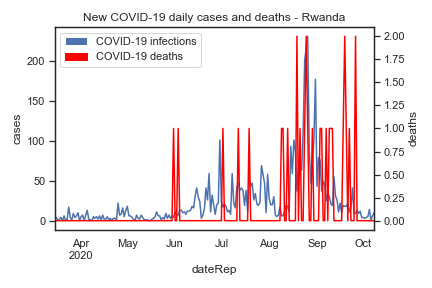 New COVID-19 daily cases and deaths - Rwanda
COVID-19 infections
COVID-19 deaths
cases
200
150
100
50
0
deaths
2.00
1.75
1.50
1.25
1.00
0.75
0.50
0.25
0.00
Apr May Jun Jul Aug Sep Oct
2020
dateRep